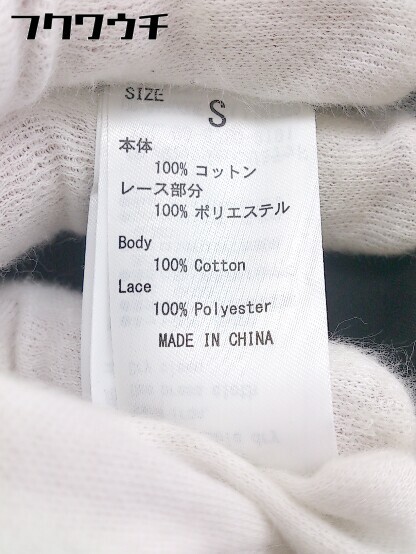 フクワウチ
SIZE
S
本体
100% コットン
レース部分
100% ポリエステル
Body
100% Cotton
Lace
100% Polyester
MADE IN CHINA